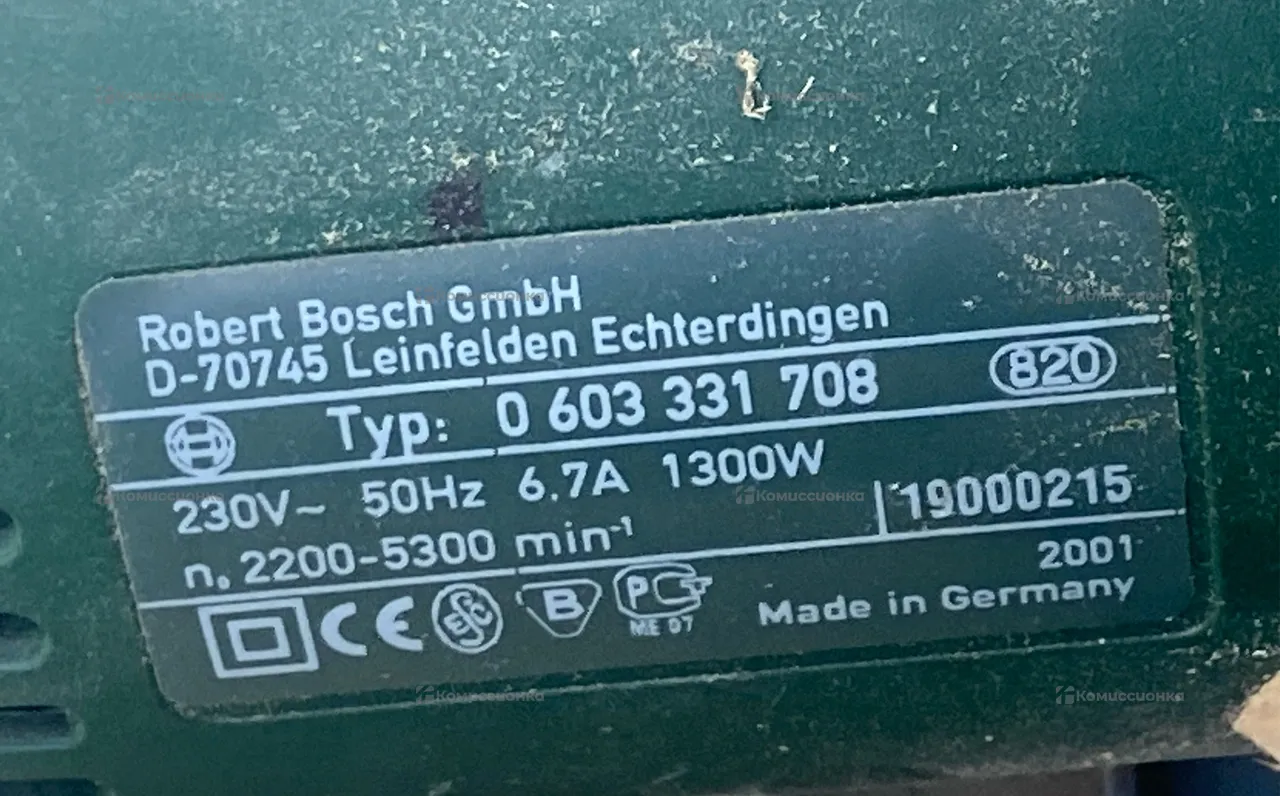 Robert Bosch GmbH
D-70745 Leinfelden Echterdingen
Typ: 0 603 331 708 820
230V~ 50Hz 6.7A 1300W
19000215
n₀ 2200-5300 min⁻¹
2001
CE B PC
ME 07
Made in Germany
Комиссионка
Комиссионка
Комиссионка
Комиссионка